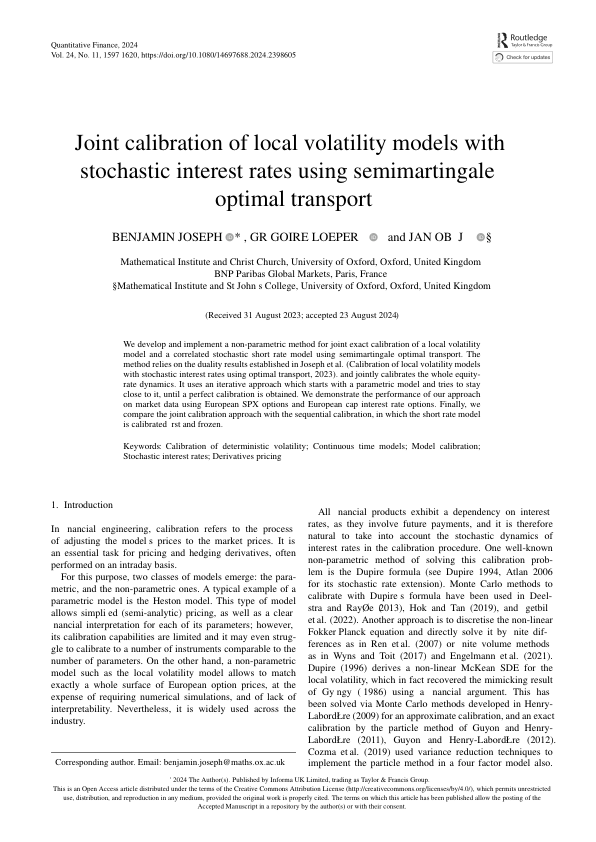 Quantitative Finance, 2024
Vol. 24, No. 11, 1597 1620, https://doi.org/10.1080/14697688.2024.2398605
Routledge
Taylor & Francis Group
Check for updates
Joint calibration of local volatility models with
stochastic interest rates using semimartingale
optimal transport
BENJAMIN JOSEPH * , GR GOIRE LOEPER and JAN OB J §
Mathematical Institute and Christ Church, University of Oxford, Oxford, United Kingdom
BNP Paribas Global Markets, Paris, France
§Mathematical Institute and St John s College, University of Oxford, Oxford, United Kingdom
(Received 31 August 2023; accepted 23 August 2024)
We develop and implement a non-parametric method for joint exact calibration of a local volatility
model and a correlated stochastic short rate model using semimartingale optimal transport. The
method relies on the duality results established in Joseph et al. (Calibration of local volatility models
with stochastic interest rates using optimal transport, 2023). and jointly calibrates the whole equity-
rate dynamics. It uses an iterative approach which starts with a parametric model and tries to stay
close to it, until a perfect calibration is obtained. We demonstrate the performance of our approach
on market data using European SPX options and European cap interest rate options. Finally, we
compare the joint calibration approach with the sequential calibration, in which the short rate model
is calibrated rst and frozen.
Keywords: Calibration of deterministic volatility; Continuous time models; Model calibration;
Stochastic interest rates; Derivatives pricing
1. Introduction
In nancial engineering, calibration refers to the process
of adjusting the model s prices to the market prices. It is
an essential task for pricing and hedging derivatives, often
performed on an intraday basis.
For this purpose, two classes of models emerge: the para-
metric, and the non-parametric ones. A typical example of a
parametric model is the Heston model. This type of model
allows simpli ed (semi-analytic) pricing, as well as a clear
nancial interpretation for each of its parameters; however,
its calibration capabilities are limited and it may even strug-
gle to calibrate to a number of instruments comparable to the
number of parameters. On the other hand, a non-parametric
model such as the local volatility model allows to match
exactly a whole surface of European option prices, at
the expense of requiring numerical simulations, and of lack of
interpretability. Nevertheless, it is widely used across the
industry.
Corresponding author. Email: benjamin.joseph@maths.ox.ac.uk
All nancial products exhibit a dependency on interest
rates, as they involve future payments, and it is therefore
natural to take into account the stochastic dynamics of
interest rates in the calibration procedure. One well-known
non-parametric method of solving this calibration prob-
lem is the Dupire formula (see Dupire 1994, Atlan 2006
for its stochastic rate extension). Monte Carlo methods to
calibrate with Dupire s formula have been used in Deel-
stra and RayØe (2013), Hok and Tan (2019), and getbil
et al. (2022). Another approach is to discretise the non-linear
Fokker Planck equation and directly solve it by nite dif-
ferences as in Ren et al. (2007) or nite volume methods
as in Wyns and Toit (2017) and Engelmann et al. (2021).
Dupire (1996) derives a non-linear McKean SDE for the
local volatility, which in fact recovered the mimicking result
of Gy ngy (1986) using a nancial argument. This has
been solved via Monte Carlo methods developed in Henry-
LabordŁre (2009) for an approximate calibration, and an exact
calibration by the particle method of Guyon and Henry-
LabordŁre (2011), Guyon and Henry-LabordŁre (2012).
Cozma et al. (2019) used variance reduction techniques to
implement the particle method in a four factor model also.
' 2024 The Author(s). Published by Informa UK Limited, trading as Taylor & Francis Group.
This is an Open Access article distributed under the terms of the Creative Commons Attribution License (http://creativecommons.org/licenses/by/4.0/), which permits unrestricted
use, distribution, and reproduction in any medium, provided the original work is properly cited. The terms on which this article has been published allow the posting of the
Accepted Manuscript in a repository by the author(s) or with their consent.